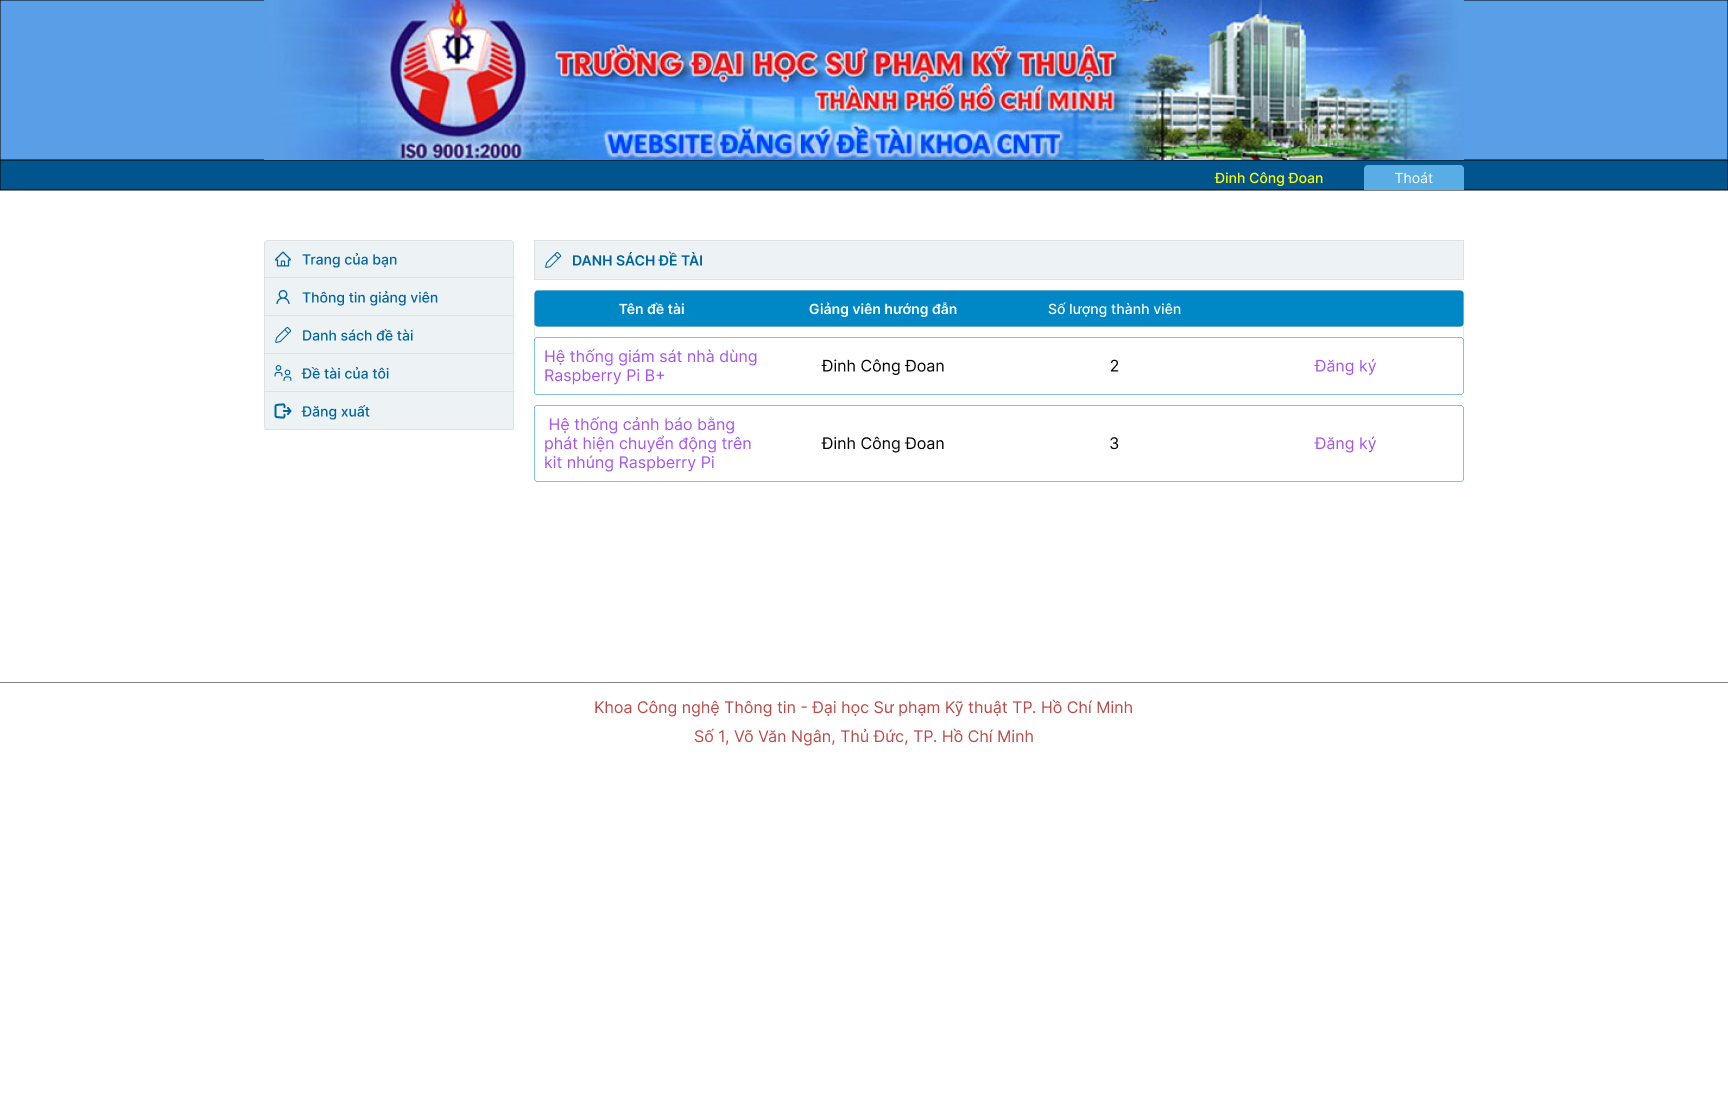 TRƯỜNG ĐẠI HỌC SƯ PHẠM KỸ THUẬT
THÀNH PHỐ HỒ CHÍ MINH
ISO 9001:2000
WEBSITE ĐĂNG KÝ ĐỀ TÀI KHOA CNTT
Đinh Công Đoan
Thoát
Trang của bạn
Thông tin giảng viên
Danh sách đề tài
Đề tài của tôi
Đăng xuất
DANH SÁCH ĐỀ TÀI
Tên đề tài
Giảng viên hướng đẫn
Số lượng thành viên
Hệ thống giám sát nhà dùng
Raspberry Pi B+
Đinh Công Đoan
2
Đăng ký
Hệ thống cảnh báo bằng
phát hiện chuyển động trên
kit nhúng Raspberry Pi
Đinh Công Đoan
3
Đăng ký
Khoa Công nghệ Thông tin - Đại học Sư phạm Kỹ thuật TP. Hồ Chí Minh
Số 1, Võ Văn Ngân, Thủ Đức, TP. Hồ Chí Minh